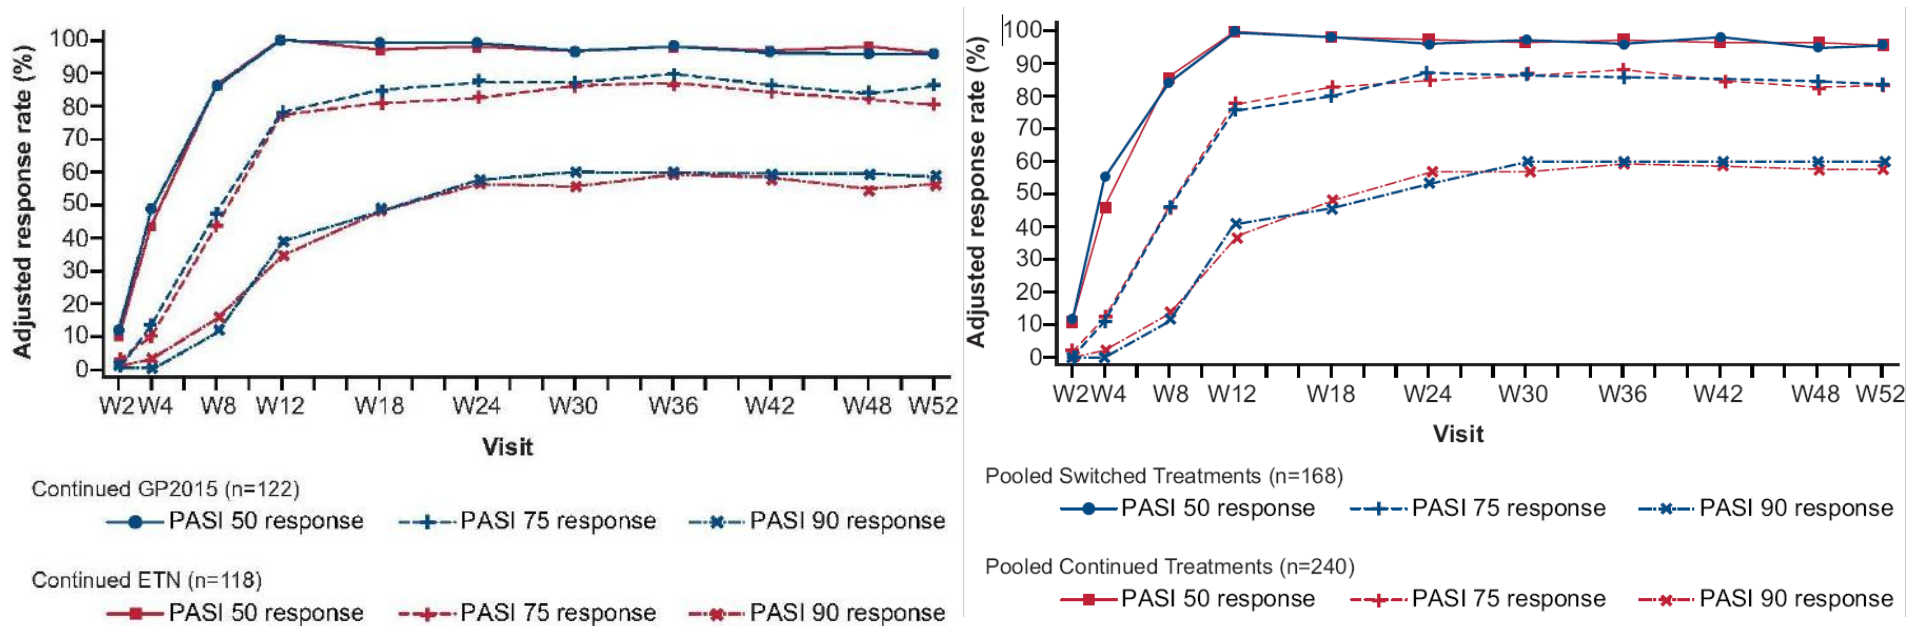 Adjusted response rate (%)
100
90
80
70
60
50
40
30
20
10
0
W2 W4 W8 W12 W18 W24 W30 W36 W42 W48 W52
Visit
Continued GP2015 (n=122)
PASI 50 response PASI 75 response PASI 90 response
Continued ETN (n=118)
PASI 50 response PASI 75 response PASI 90 response
Adjusted response rate (%)
100
90
80
70
60
50
40
30
20
10
0
W2 W4 W8 W12 W18 W24 W30 W36 W42 W48 W52
Visit
Pooled Switched Treatments (n=168)
PASI 50 response PASI 75 response PASI 90 response
Pooled Continued Treatments (n=240)
PASI 50 response PASI 75 response PASI 90 response